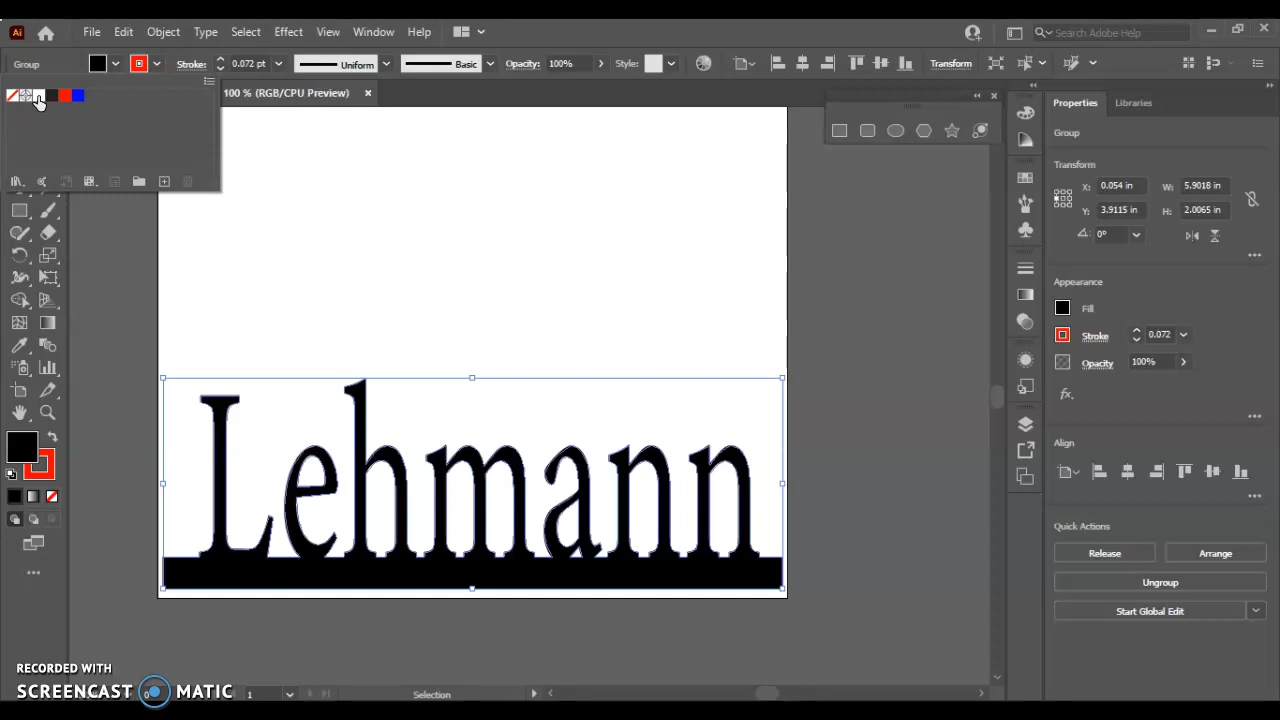 Ai File Edit Object Type Select Effect View Window Help Search Adobe Help
Group Stroke: 0.072 pt Uniform Basic Opacity: 100% Style: Transform
100 % (RGB/CPU Preview) ×
Properties Libraries
Group
Transform
X: 0.054 in W: 5.9018 in
Y: 3.9115 in H: 2.0065 in
0°
Appearance
Fill
Stroke 0.072
Opacity 100%
fx.
Lehmann
Align
Quick Actions
Release Arrange
Ungroup
Start Global Edit
RECORDED WITH
SCREENCAST MATIC
1 Selection